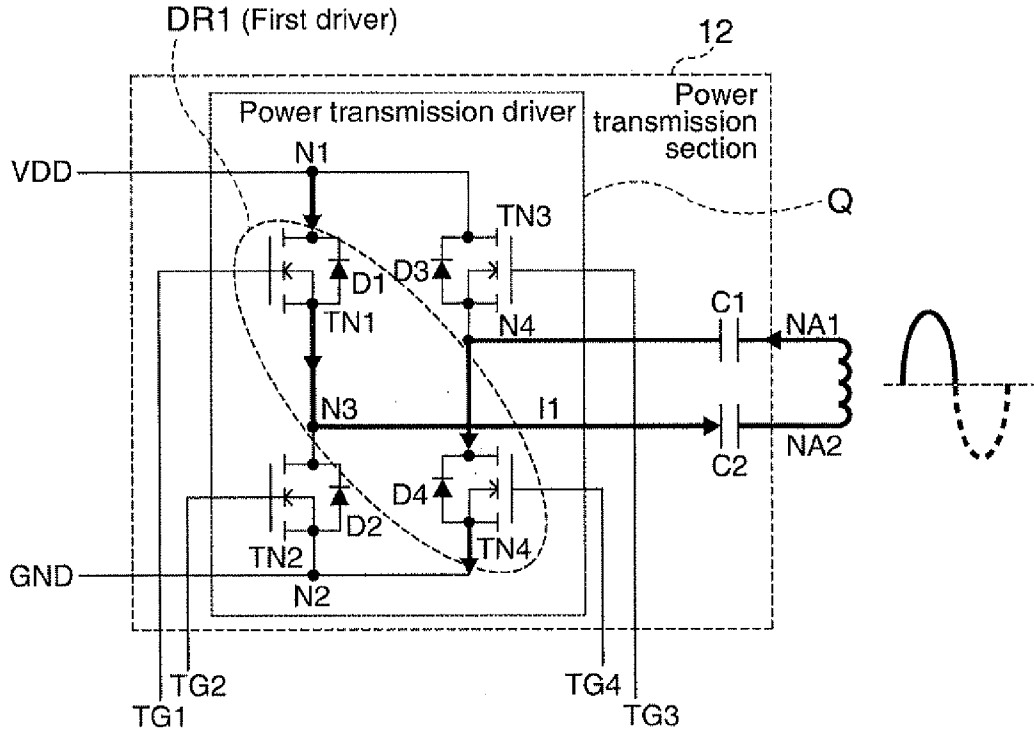 DR1 (First driver)
12
Power transmission driver
Power
transmission
section
N1
VDD
Q
TN3
D1
D3
TN1
N4
C1
NA1
N3
I1
C2
NA2
D4
D2
TN2
TN4
GND
N2
TG2
TG1
TG4
TG3